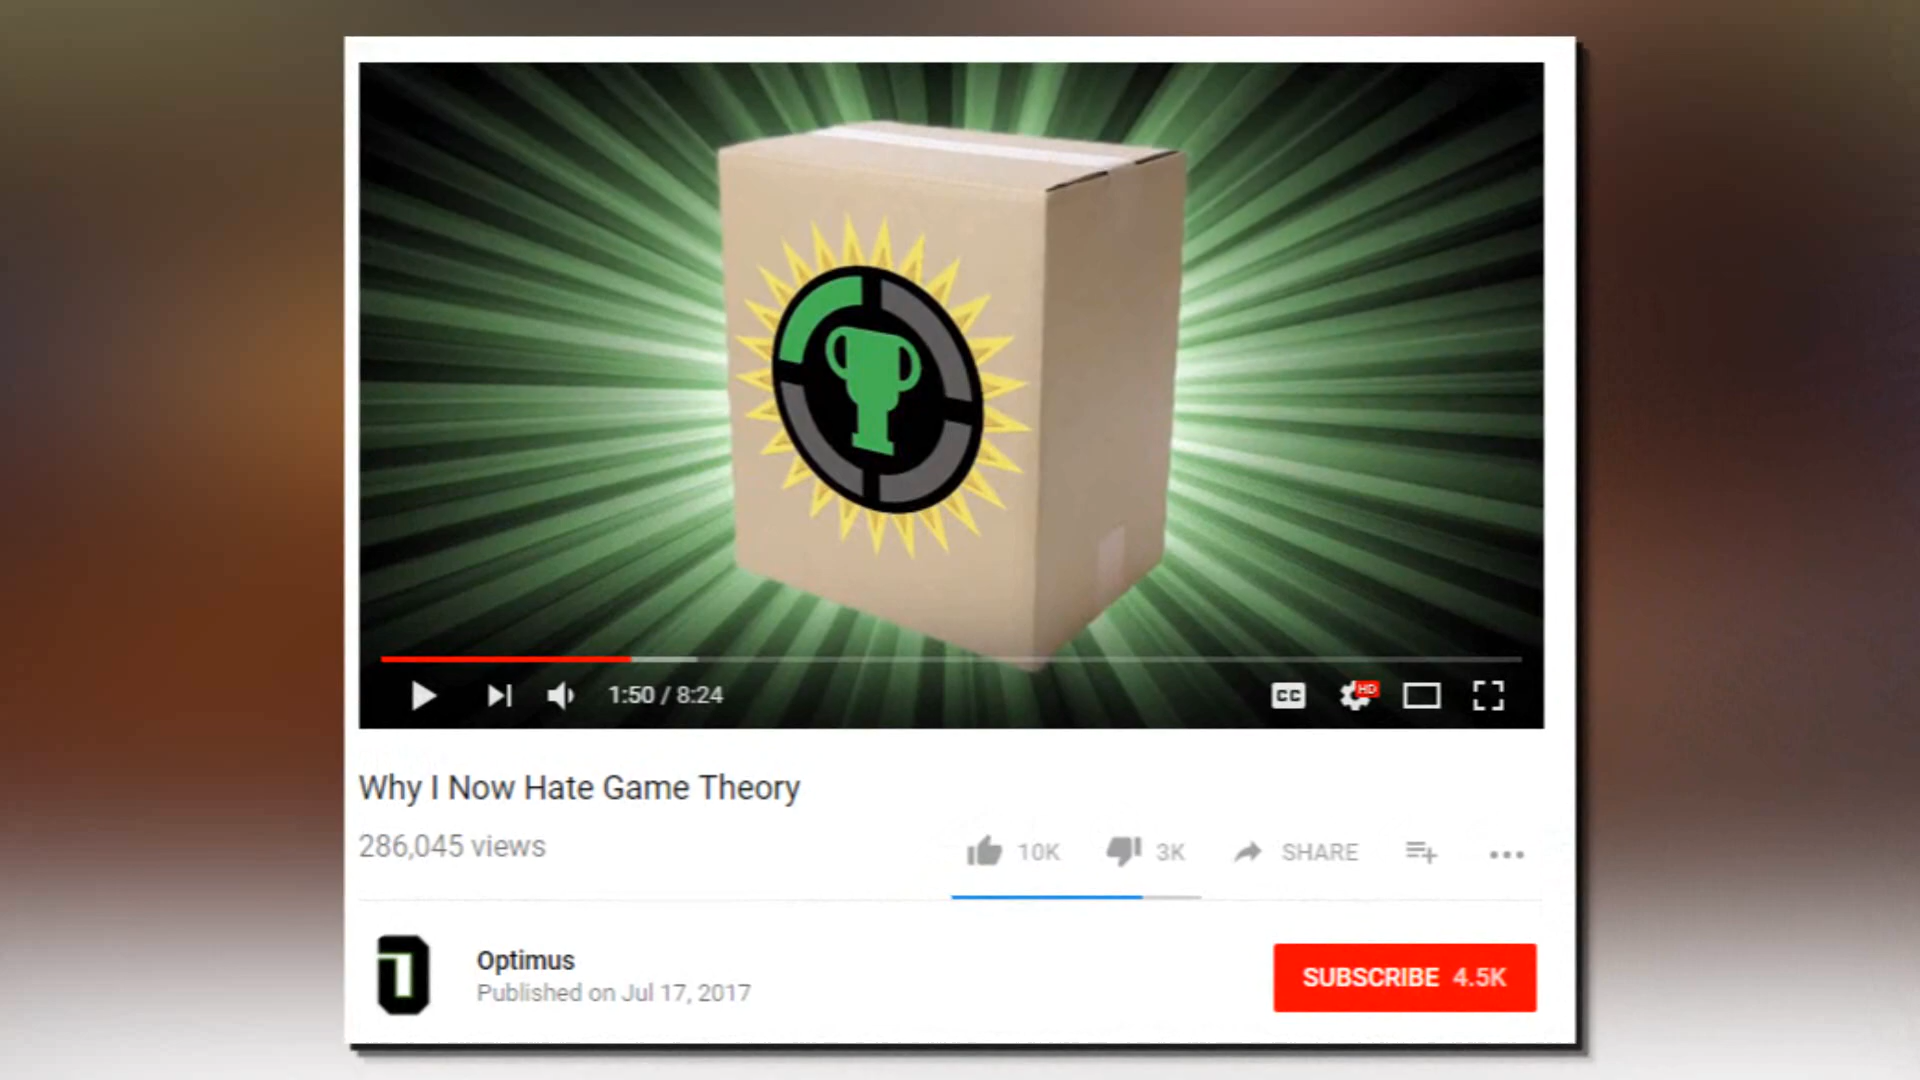 1:50 / 8:24
CC
HD
Why I Now Hate Game Theory
286,045 views
10K
3K
SHARE
Optimus
Published on Jul 17, 2017
SUBSCRIBE 4.5K